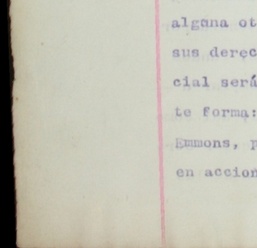 alguna ot
sus derec
cial será
te forma:
Emmons, p
en accion